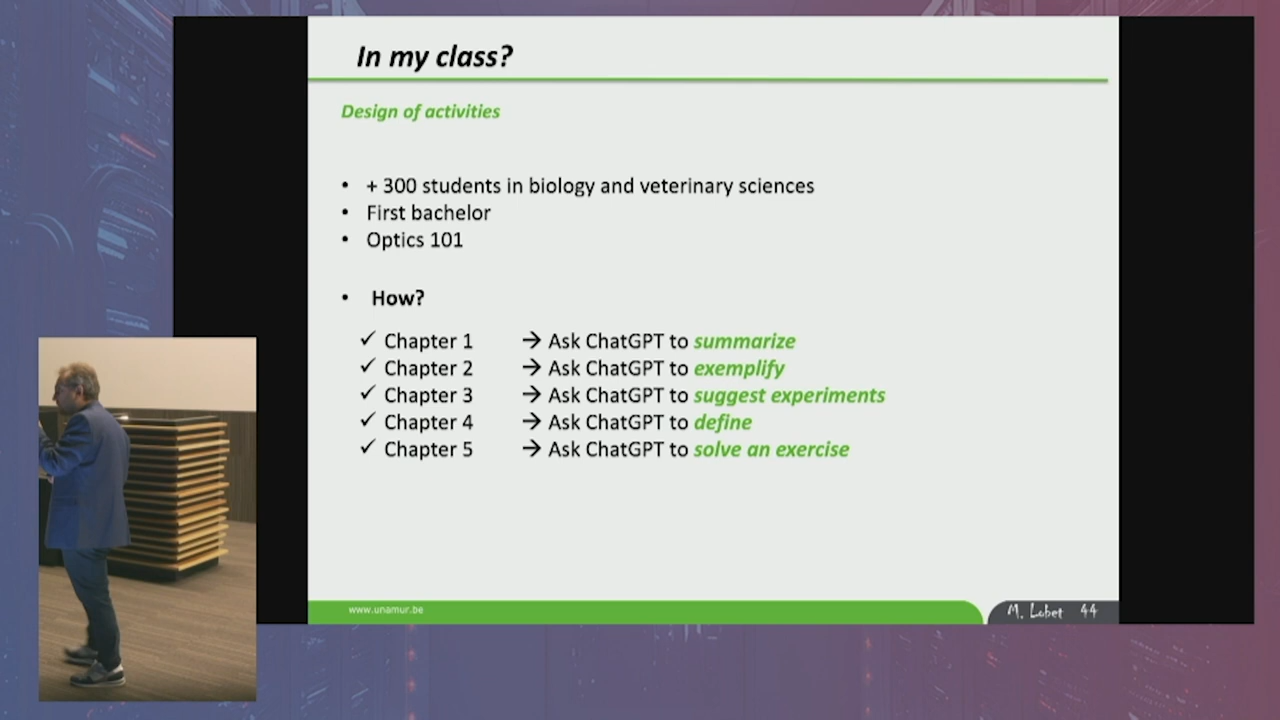 In my class?
Design of activities
• + 300 students in biology and veterinary sciences
• First bachelor
• Optics 101
• How?
✓ Chapter 1 → Ask ChatGPT to summarize
✓ Chapter 2 → Ask ChatGPT to exemplify
✓ Chapter 3 → Ask ChatGPT to suggest experiments
✓ Chapter 4 → Ask ChatGPT to define
✓ Chapter 5 → Ask ChatGPT to solve an exercise
www.unamur.be
M. Lobet 44